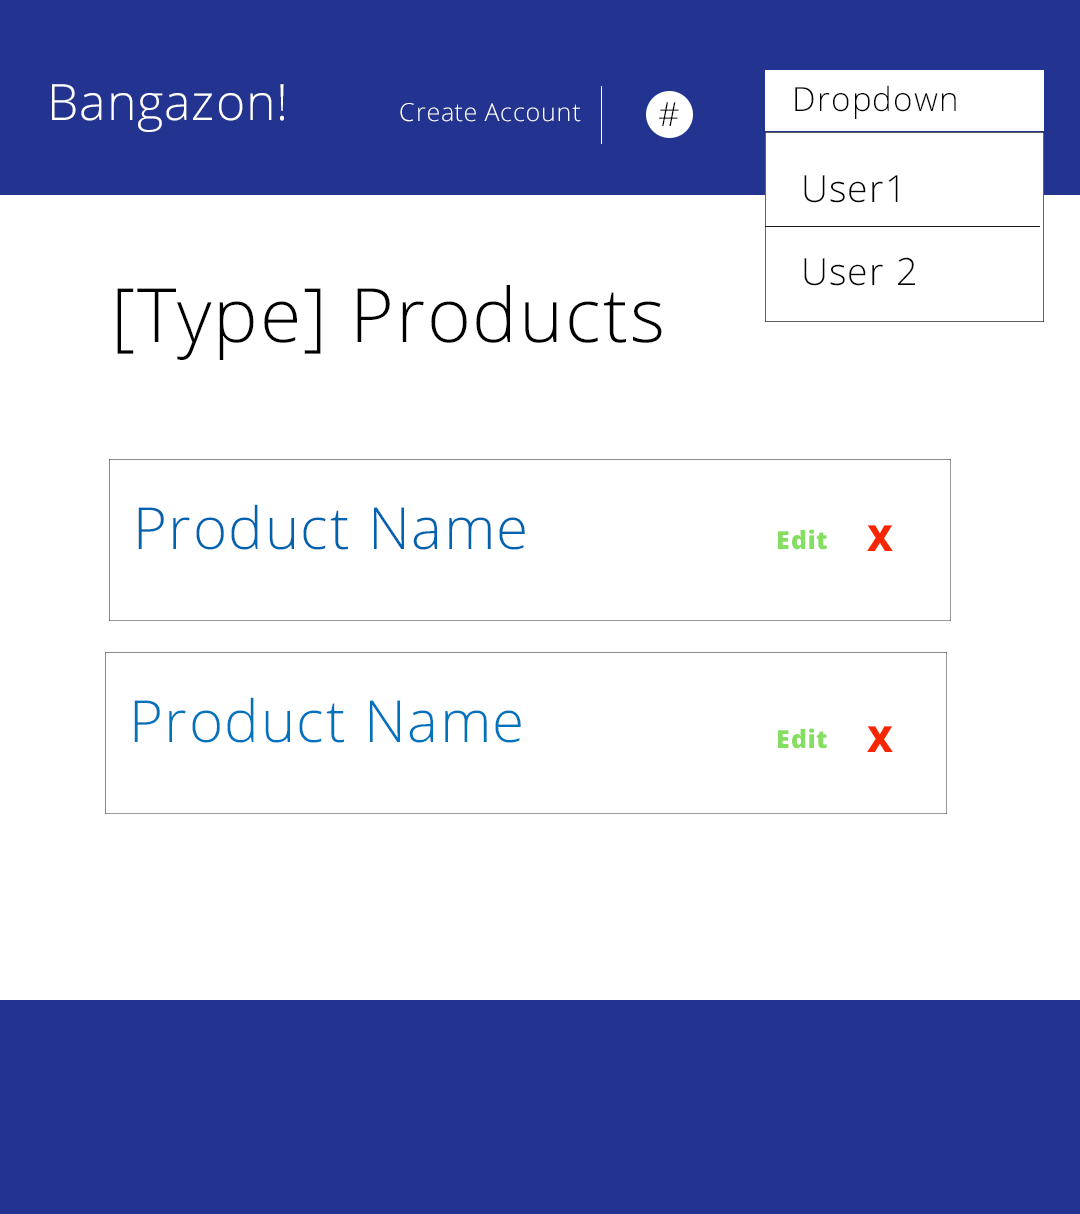 Bangazon!
Create Account
#
Dropdown
User1
User 2
[Type] Products
Product Name
Edit
X
Product Name
Edit
X